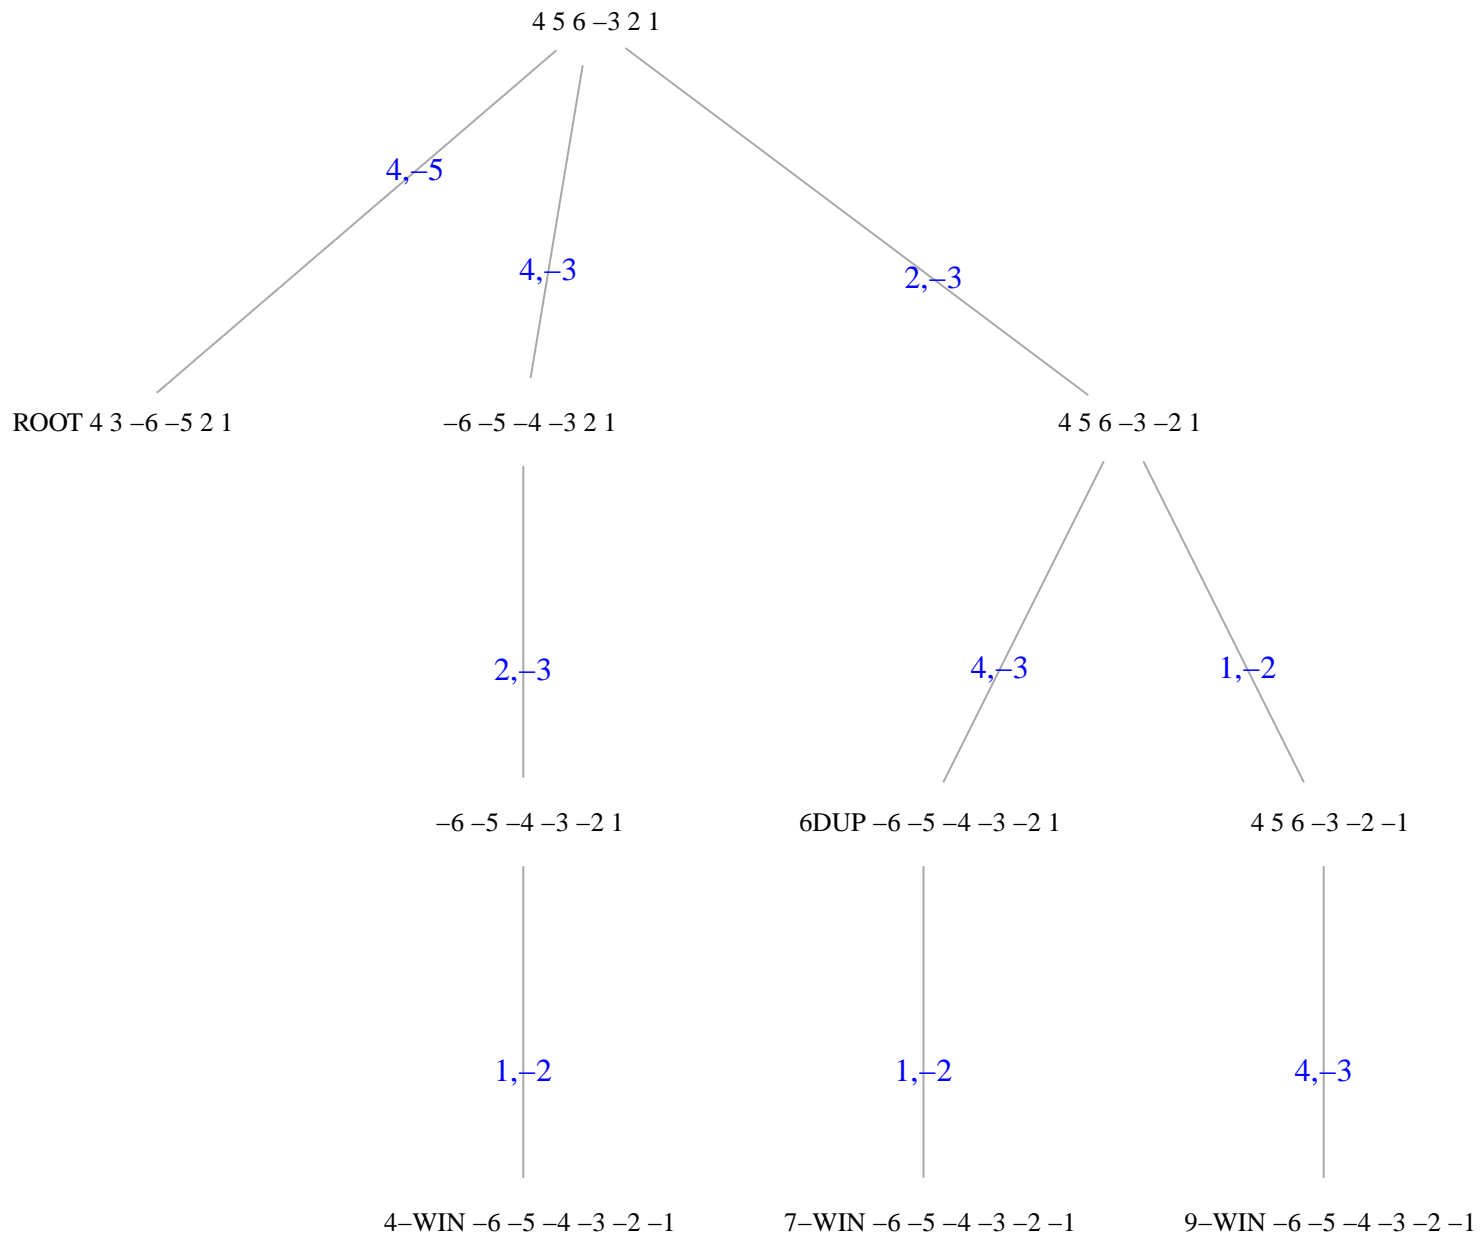 4 5 6 –3 2 1
4,–5
4,–3
2,–3
ROOT 4 3 –6 –5 2 1
–6 –5 –4 –3 2 1
4 5 6 –3 –2 1
2,–3
4,–3
1,–2
–6 –5 –4 –3 –2 1
6DUP –6 –5 –4 –3 –2 1
4 5 6 –3 –2 –1
1,–2
1,–2
4,–3
4–WIN –6 –5 –4 –3 –2 –1
7–WIN –6 –5 –4 –3 –2 –1
9–WIN –6 –5 –4 –3 –2 –1